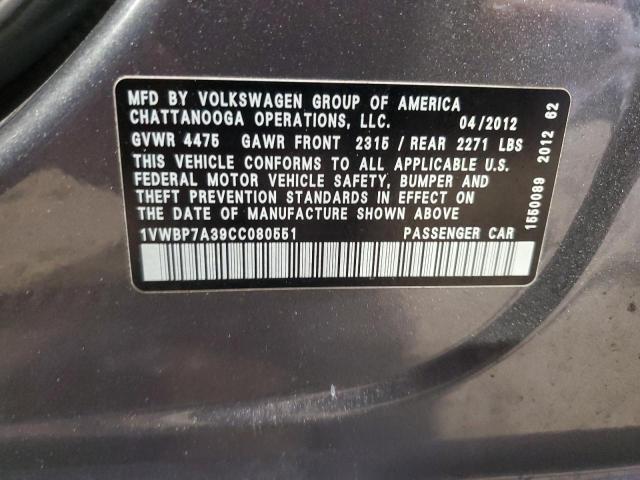 MFD BY VOLKSWAGEN GROUP OF AMERICA
CHATTANOOGA OPERATIONS, LLC. 04/2012
GVWR 4475 GAWR FRONT 2315 / REAR 2271 LBS
THIS VEHICLE CONFORMS TO ALL APPLICABLE U.S.
FEDERAL MOTOR VEHICLE SAFETY, BUMPER AND
THEFT PREVENTION STANDARDS IN EFFECT ON
THE DATE OF MANUFACTURE SHOWN ABOVE
1VWBP7A39CC080551 PASSENGER CAR
1550089 2012 62